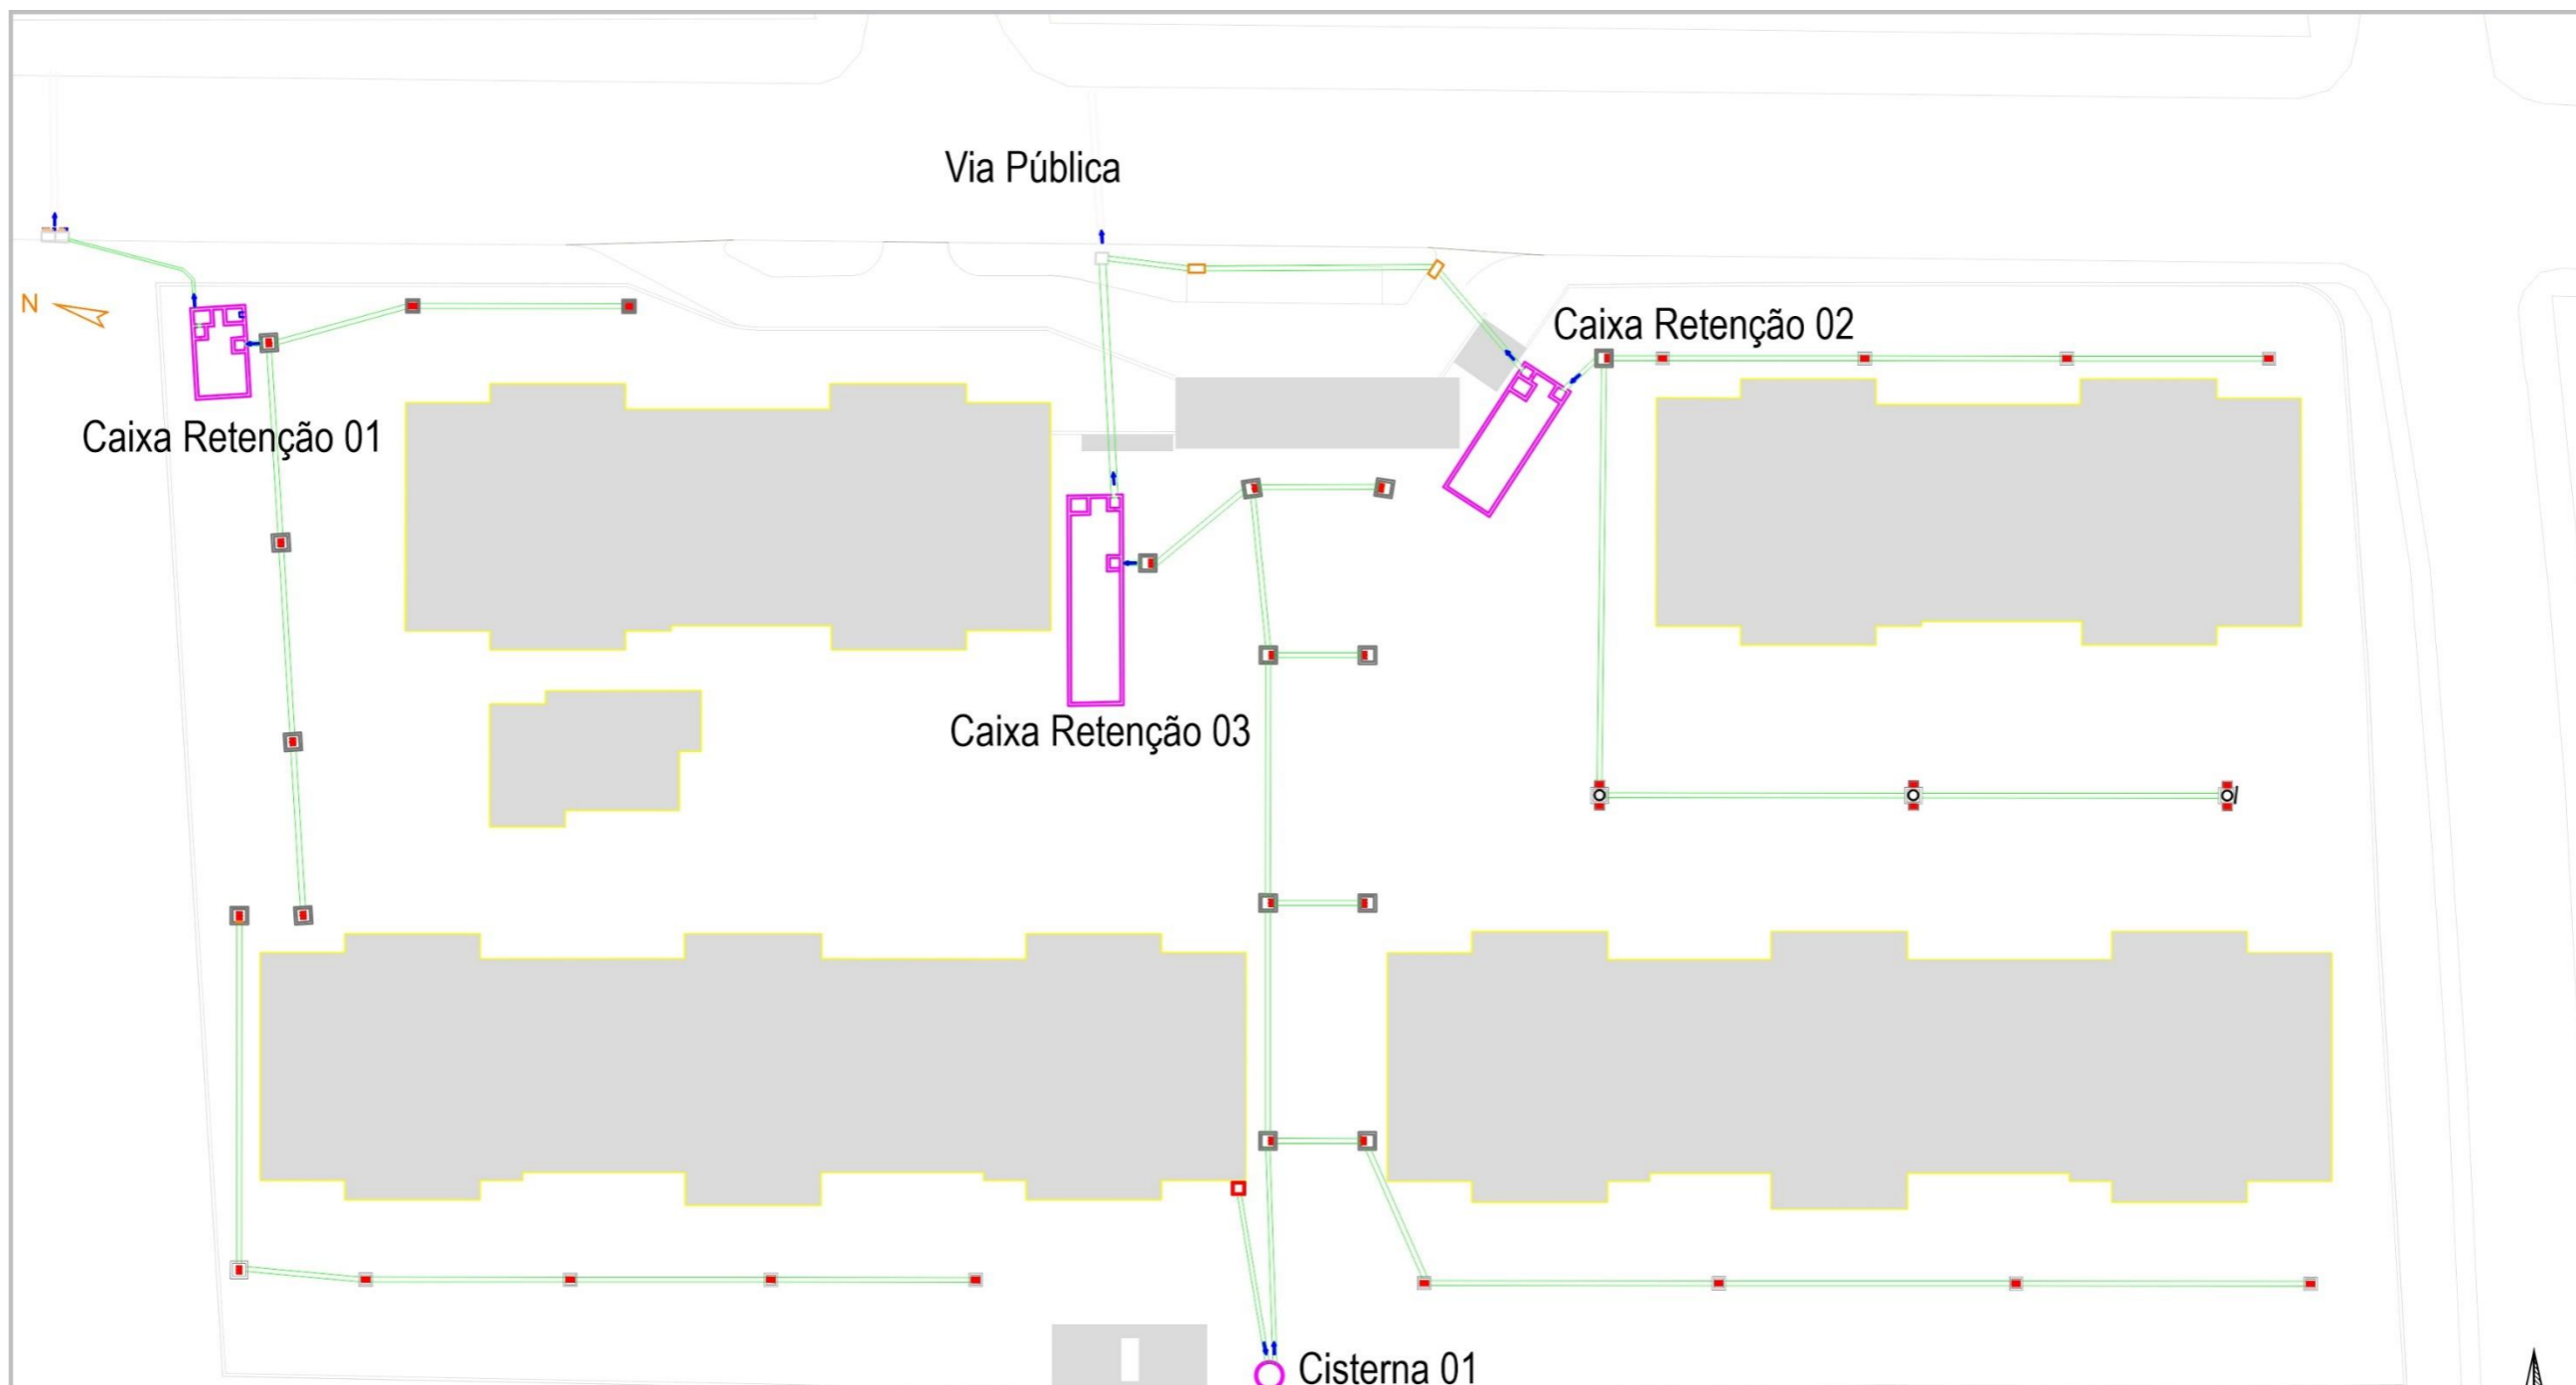 Via Pública
N
Caixa Retenção 02
Caixa Retenção 01
Caixa Retenção 03
Cisterna 01